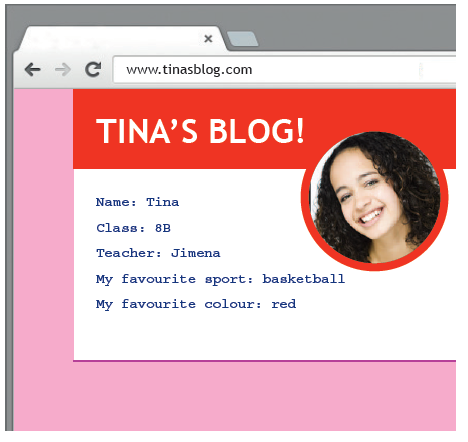 www.tinasblog.com
TINA'S BLOG!
Name: Tina
Class: 8B
Teacher: Jimena
My favourite sport: basketball
My favourite colour: red